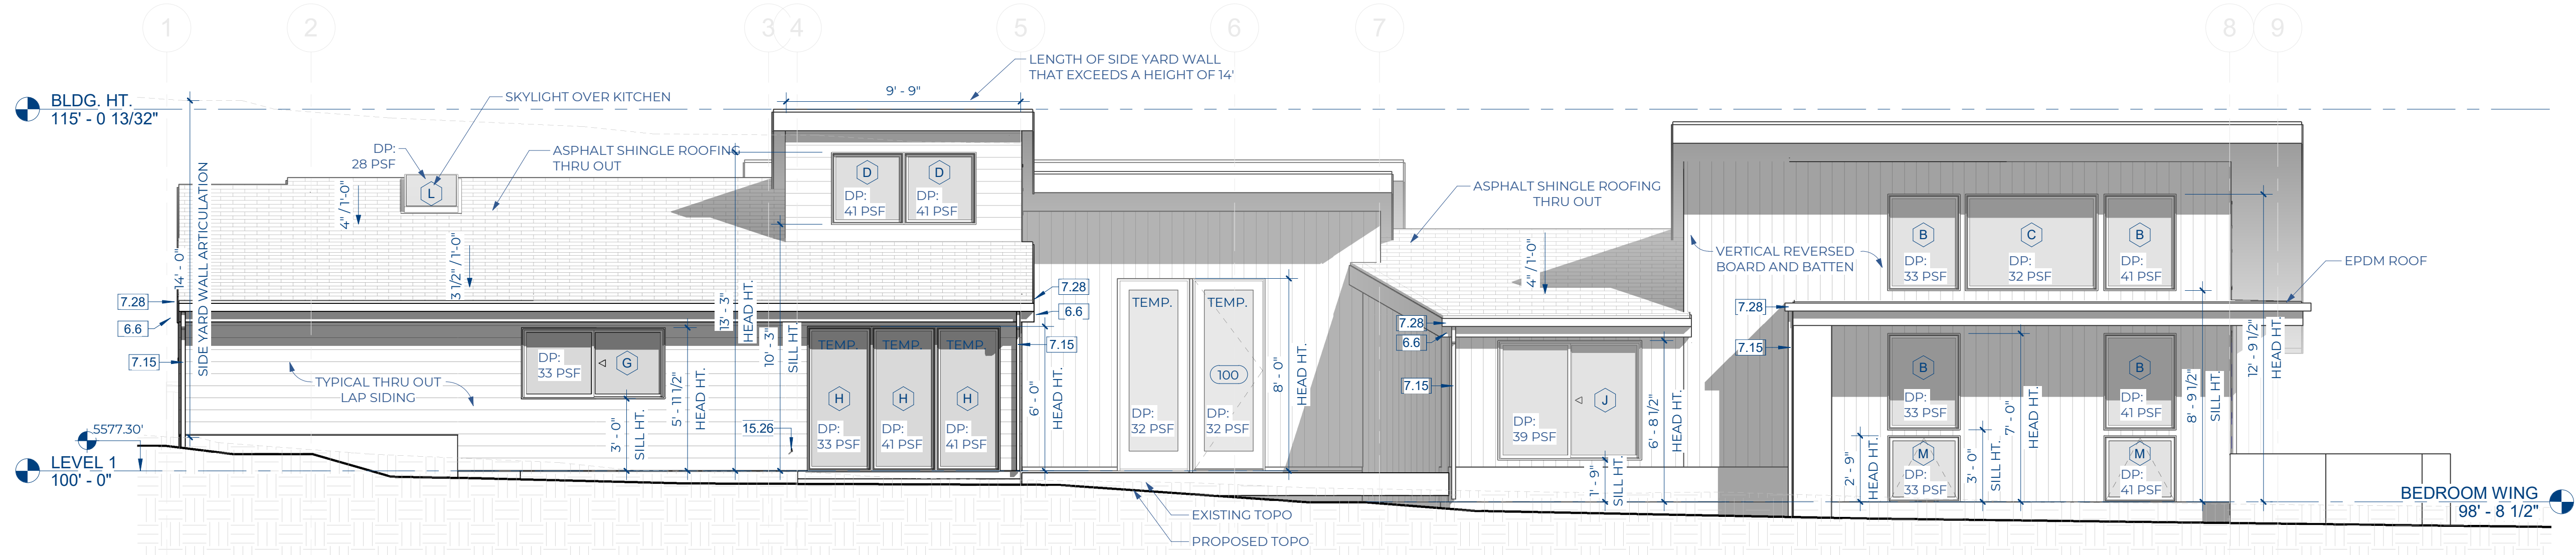 1
2
3
4
5
6
7
8
9
LENGTH OF SIDE YARD WALL
THAT EXCEEDS A HEIGHT OF 14'
BLDG. HT.
115' - 0 13/32"
SKYLIGHT OVER KITCHEN
9' - 9"
DP:
28 PSF
L
ASPHALT SHINGLE ROOFING
THRU OUT
4" / 1'-0"
3 1/2" / 1'-0"
14' - 0"
SIDE YARD WALL ARTICULATION
D
DP:
41 PSF
D
DP:
41 PSF
13' - 3"
HEAD HT.
10' - 3"
SILL HT.
7.28
6.6
7.15
7.28
6.6
7.15
TYPICAL THRU OUT
LAP SIDING
DP:
33 PSF
G
3' - 0"
SILL HT.
5' - 11 1/2"
HEAD HT.
15.26
TEMP.
TEMP.
TEMP.
H
H
H
DP:
33 PSF
DP:
41 PSF
DP:
41 PSF
6' - 0"
HEAD HT.
TEMP.
TEMP.
100
DP:
32 PSF
DP:
32 PSF
8' - 0"
HEAD HT.
ASPHALT SHINGLE ROOFING
THRU OUT
4" / 1'-0"
7.28
6.6
7.15
DP:
39 PSF
J
1' - 9"
SILL HT.
6' - 8 1/2"
HEAD HT.
VERTICAL REVERSED
BOARD AND BATTEN
7.28
7.15
B
DP:
33 PSF
C
DP:
32 PSF
B
DP:
41 PSF
EPDM ROOF
B
DP:
33 PSF
B
DP:
41 PSF
M
DP:
33 PSF
M
DP:
41 PSF
2' - 9"
HEAD HT.
3' - 0"
SILL HT.
7' - 0"
HEAD HT.
8' - 9 1/2"
SILL HT.
12' - 9 1/2"
HEAD HT.
5577.30'
LEVEL 1
100' - 0"
EXISTING TOPO
PROPOSED TOPO
BEDROOM WING
98' - 8 1/2"